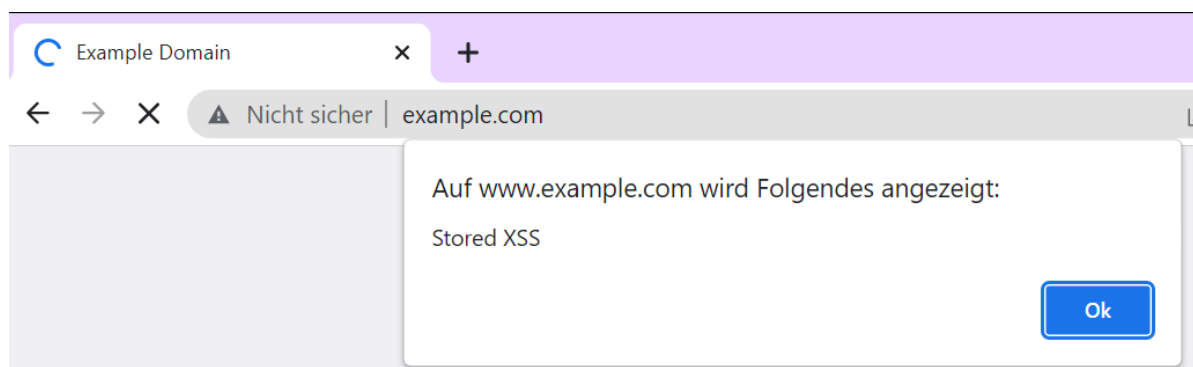 Example Domain
Nicht sicher | example.com
Auf www.example.com wird Folgendes angezeigt:
Stored XSS
Ok